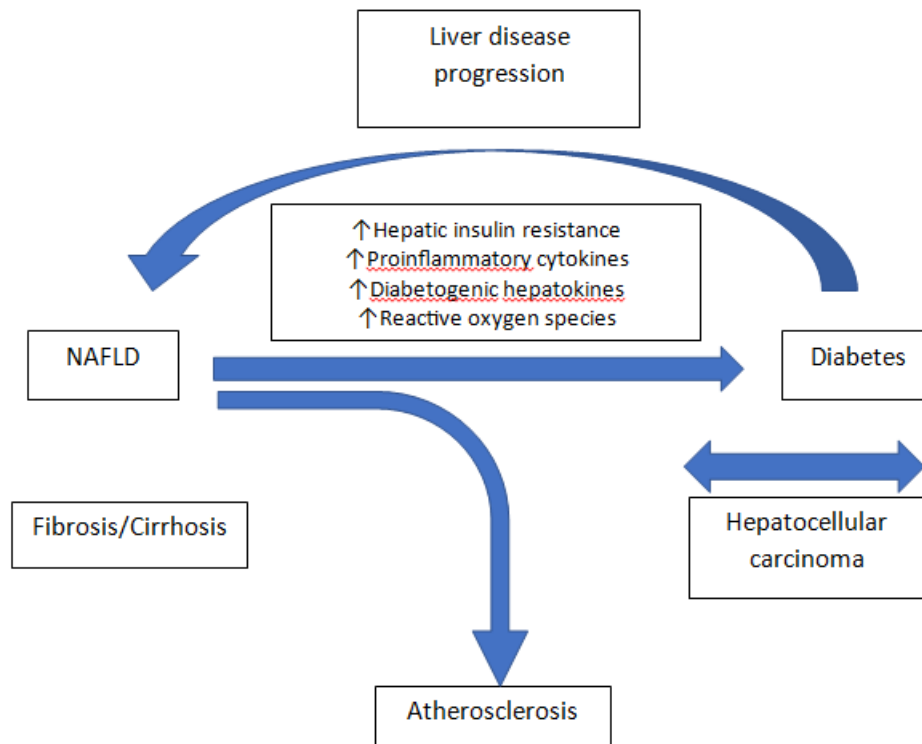 Liver disease
progression
↑Hepatic insulin resistance
↑Proinflammatory cytokines
↑Diabetogenic hepatokines
↑Reactive oxygen species
NAFLD
Diabetes
Fibrosis/Cirrhosis
Hepatocellular
carcinoma
Atherosclerosis